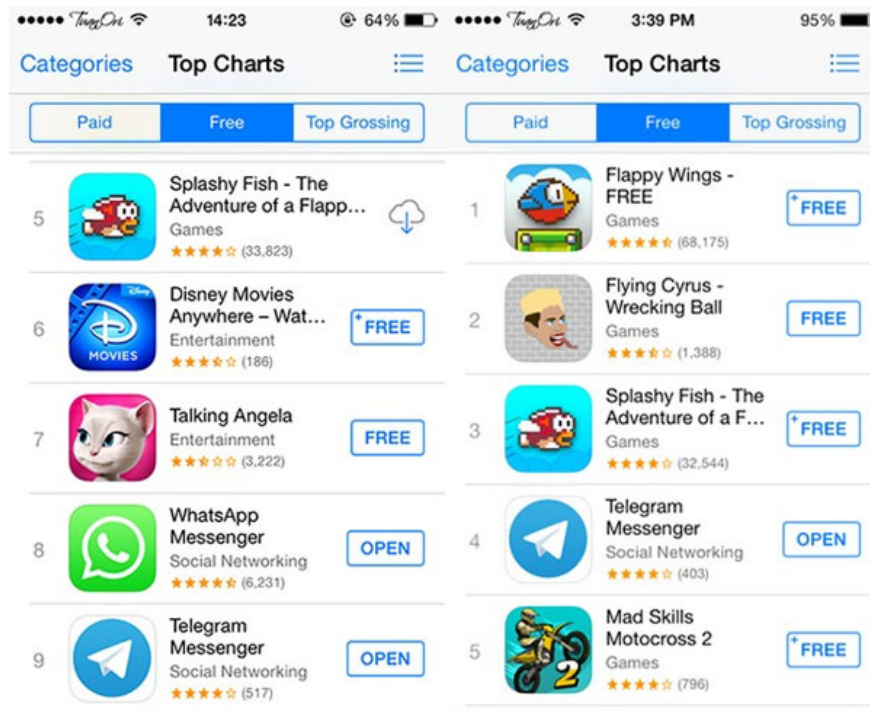 TuanOri 14:23 64%
Categories Top Charts
Paid Free Top Grossing
5
Splashy Fish - The
Adventure of a Flapp...
Games
(33,823)
6
Disney
MOVIES
Disney Movies
Anywhere – Wat...
Entertainment
(186)
+FREE
7
Talking Angela
Entertainment
(3,222)
FREE
8
WhatsApp
Messenger
Social Networking
(6,231)
OPEN
9
Telegram
Messenger
Social Networking
(517)
OPEN
TuanOri 3:39 PM 95%
Categories Top Charts
Paid Free Top Grossing
1
Flappy Wings -
FREE
Games
(68,175)
+FREE
2
Flying Cyrus -
Wrecking Ball
Games
(1,388)
FREE
3
Splashy Fish - The
Adventure of a F...
Games
(32,544)
+FREE
4
Telegram
Messenger
Social Networking
(403)
OPEN
5
2
Mad Skills
Motocross 2
Games
(796)
+FREE